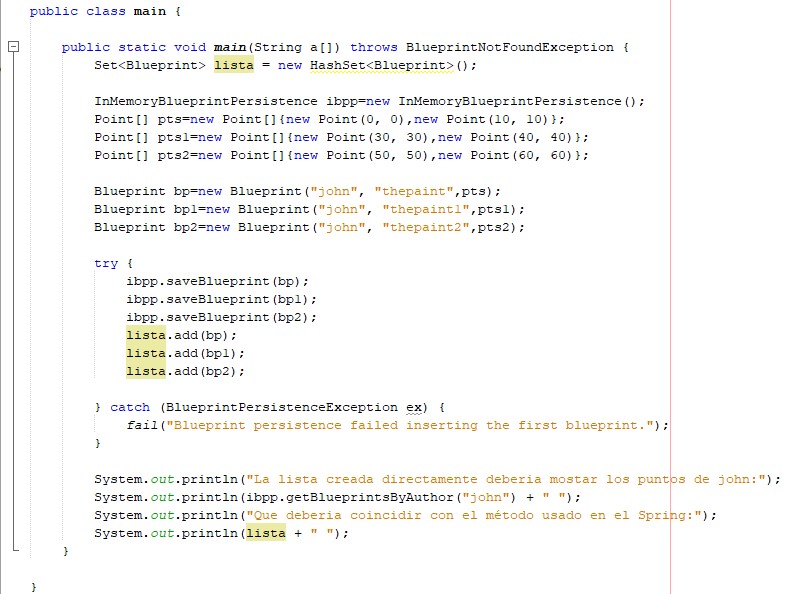 public class main {
public static void main(String a[]) throws BlueprintNotFoundException {
Set<Blueprint> lista = new HashSet<Blueprint>();
InMemoryBlueprintPersistence ibpp=new InMemoryBlueprintPersistence();
Point[] pts=new Point[]{new Point(0, 0),new Point(10, 10)};
Point[] pts1=new Point[]{new Point(30, 30),new Point(40, 40)};
Point[] pts2=new Point[]{new Point(50, 50),new Point(60, 60)};
Blueprint bp=new Blueprint("john", "thepaint",pts);
Blueprint bp1=new Blueprint("john", "thepaint1",pts1);
Blueprint bp2=new Blueprint("john", "thepaint2",pts2);
try {
ibpp.saveBlueprint(bp);
ibpp.saveBlueprint(bp1);
ibpp.saveBlueprint(bp2);
lista.add(bp);
lista.add(bp1);
lista.add(bp2);
} catch (BlueprintPersistenceException ex) {
fail("Blueprint persistence failed inserting the first blueprint.");
}
System.out.println("La lista creada directamente deberia mostar los puntos de john:");
System.out.println(ibpp.getBlueprintsByAuthor("john") + " ");
System.out.println("Que deberia coincidir con el método usado en el Spring:");
System.out.println(lista + " ");
}
}